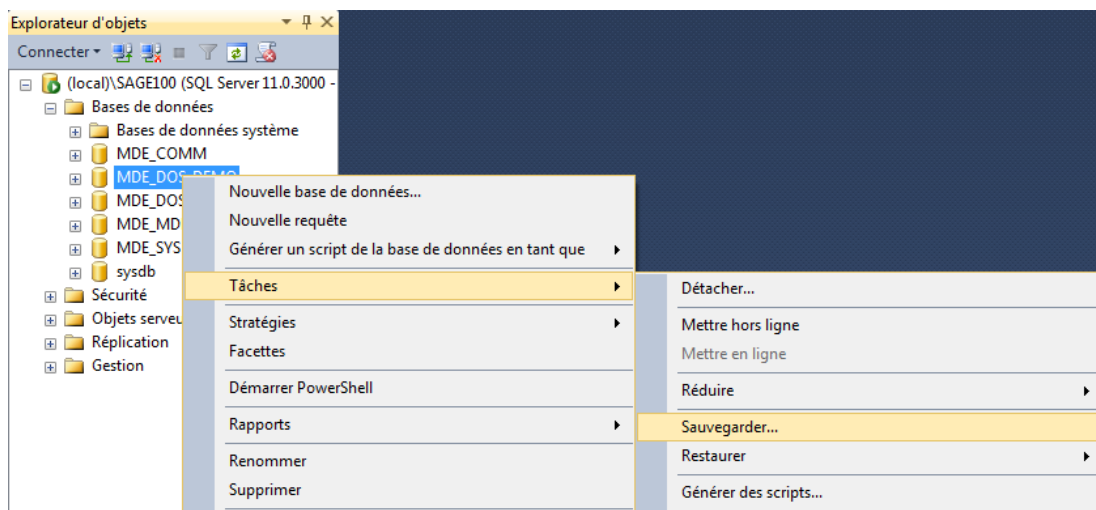 Explorateur d'objets
Connecter
(local)\SAGE100 (SQL Server 11.0.3000 -
Bases de données
Bases de données système
MDE_COMM
MDE_DOS_DEMO
MDE_DOS
MDE_MD
MDE_SYS
sysdb
Sécurité
Objets serveu
Réplication
Gestion
Nouvelle base de données...
Nouvelle requête
Générer un script de la base de données en tant que
Tâches
Stratégies
Facettes
Démarrer PowerShell
Rapports
Renommer
Supprimer
Détacher...
Mettre hors ligne
Mettre en ligne
Réduire
Sauvegarder...
Restaurer
Générer des scripts...